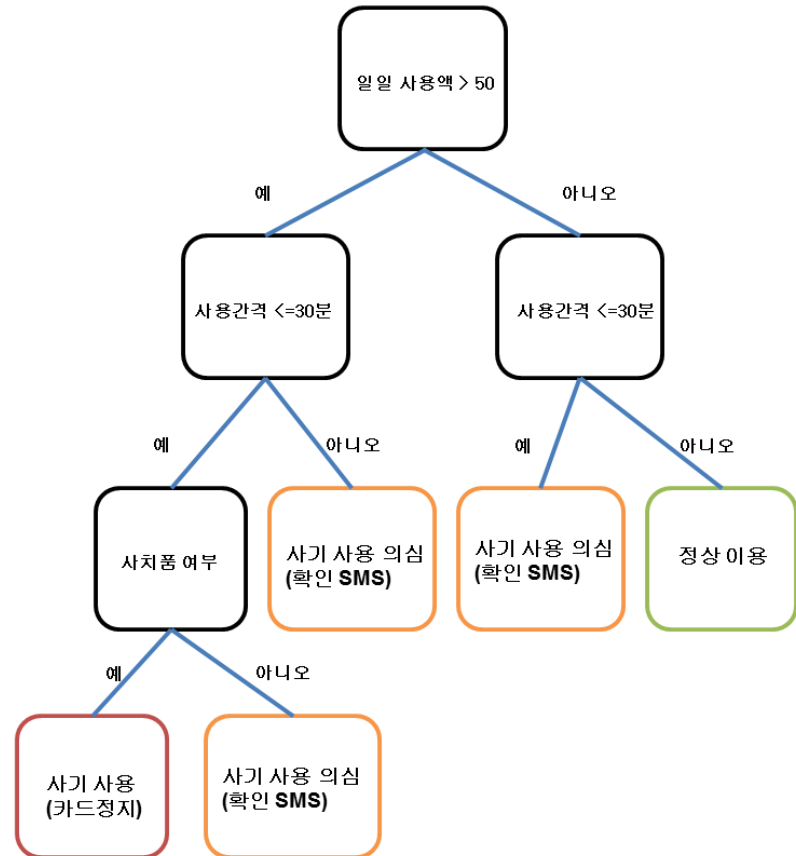 일일 사용액 > 50
예
아니오
사용간격 <=30분
사용간격 <=30분
예
아니오
예
아니오
사치품 여부
사기 사용 의심
(확인 SMS)
사기 사용 의심
(확인 SMS)
정상 이용
예
아니오
사기 사용
(카드정지)
사기 사용 의심
(확인 SMS)